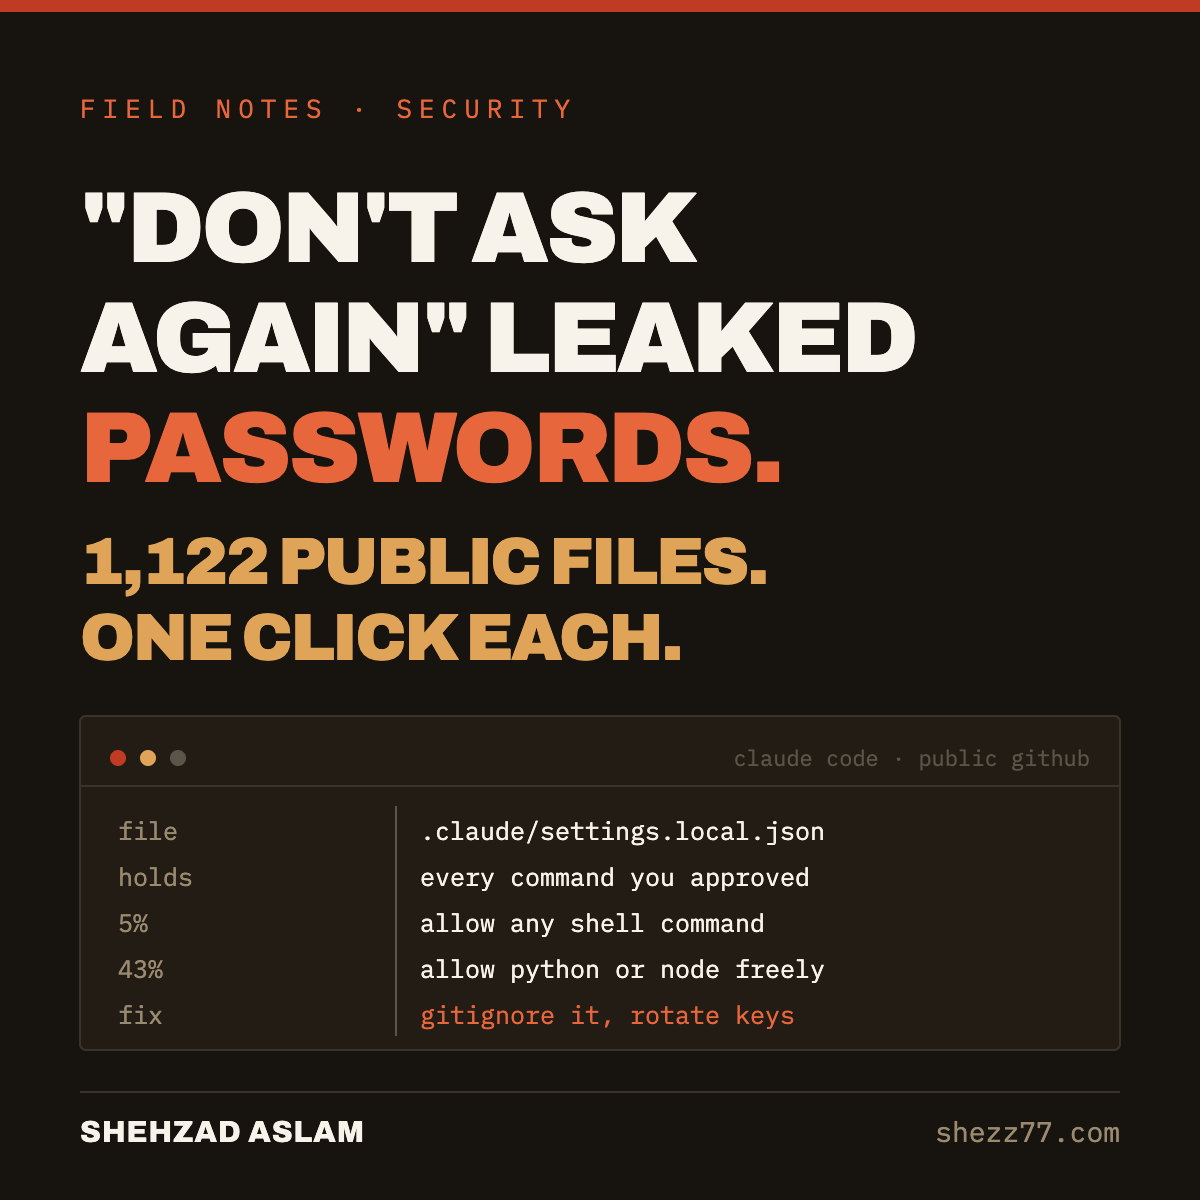 FIELD NOTES · SECURITY
"DON'T ASK
AGAIN" LEAKED
PASSWORDS.
1,122 PUBLIC FILES.
ONE CLICK EACH.
claude code · public github
file .claude/settings.local.json
holds every command you approved
5% allow any shell command
43% allow python or node freely
fix gitignore it, rotate keys
SHEHZAD ASLAM shezz77.com